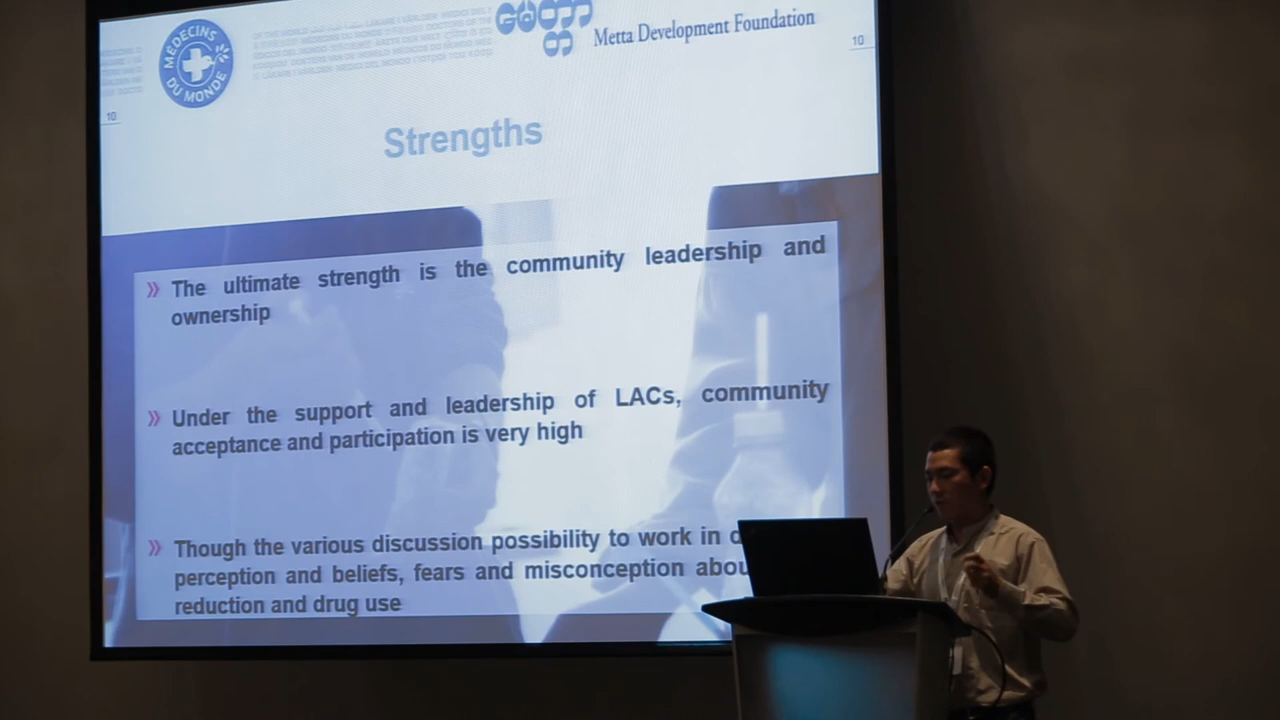 MÉDECINS
DU MONDE
Metta Development Foundation
10
10
Strengths
» The ultimate strength is the community leadership and
ownership
» Under the support and leadership of LACs, community
acceptance and participation is very high
» Though the various discussion possibility to work in
perception and beliefs, fears and misconception
reduction and drug use